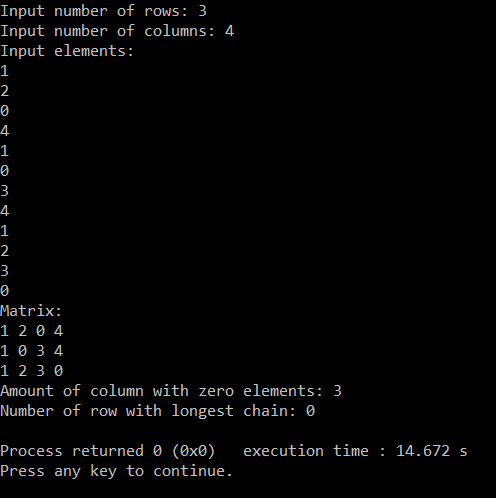 Input number of rows: 3
Input number of columns: 4
Input elements:
1
2
0
4
1
0
3
4
1
2
3
0
Matrix:
1 2 0 4
1 0 3 4
1 2 3 0
Amount of column with zero elements: 3
Number of row with longest chain: 0
Process returned 0 (0x0)   execution time : 14.672 s
Press any key to continue.